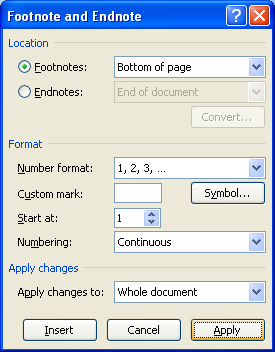 Footnote and Endnote
Location
Footnotes: Bottom of page
Endnotes: End of document
Convert...
Format
Number format: 1, 2, 3, ...
Custom mark: Symbol...
Start at: 1
Numbering: Continuous
Apply changes
Apply changes to: Whole document
Insert Cancel Apply